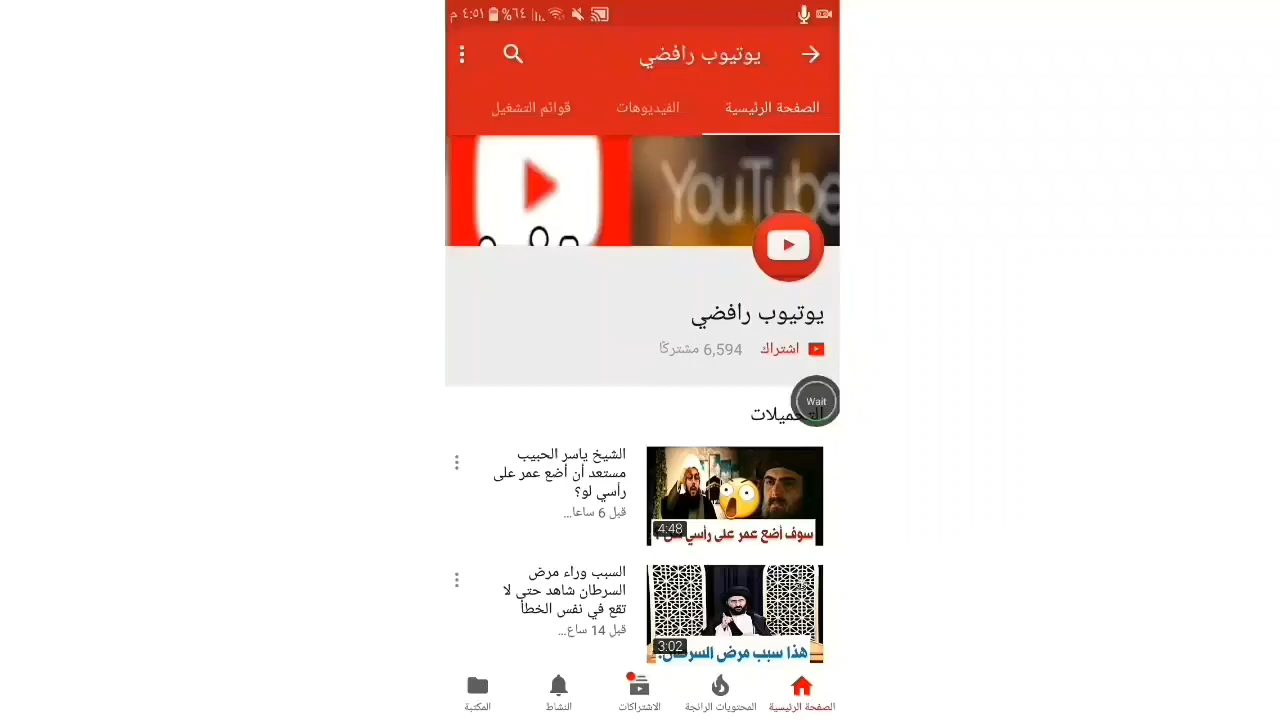 ٤:٥١ م
%٦٤
يوتيوب رافضي
الصفحة الرئيسية
الفيديوهات
قوائم التشغيل
YouTube
يوتيوب رافضي
اشتراك
6,594 مشتركًا
Wait
التحميلات
الشيخ ياسر الحبيب
مستعد أن أضع عمر على
رأسي لو؟
قبل 6 ساعا...
سوف أضع عمر على رأسي
4:48
السبب وراء مرض
السرطان شاهد حتى لا
تقع في نفس الخطأ
قبل 14 ساع...
3:02
هذا سبب مرض السرطان
الصفحة الرئيسية
المحتويات الرائجة
الاشتراكات
النشاط
المكتبة